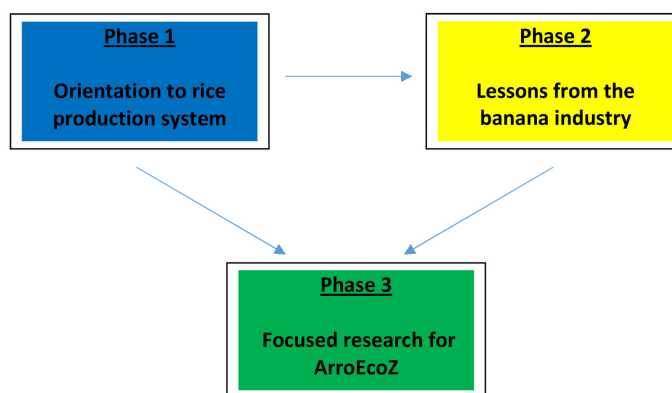 Phase 1
Orientation to rice
production system
Phase 2
Lessons from the
banana industry
Phase 3
Focused research for
ArroEcoZ